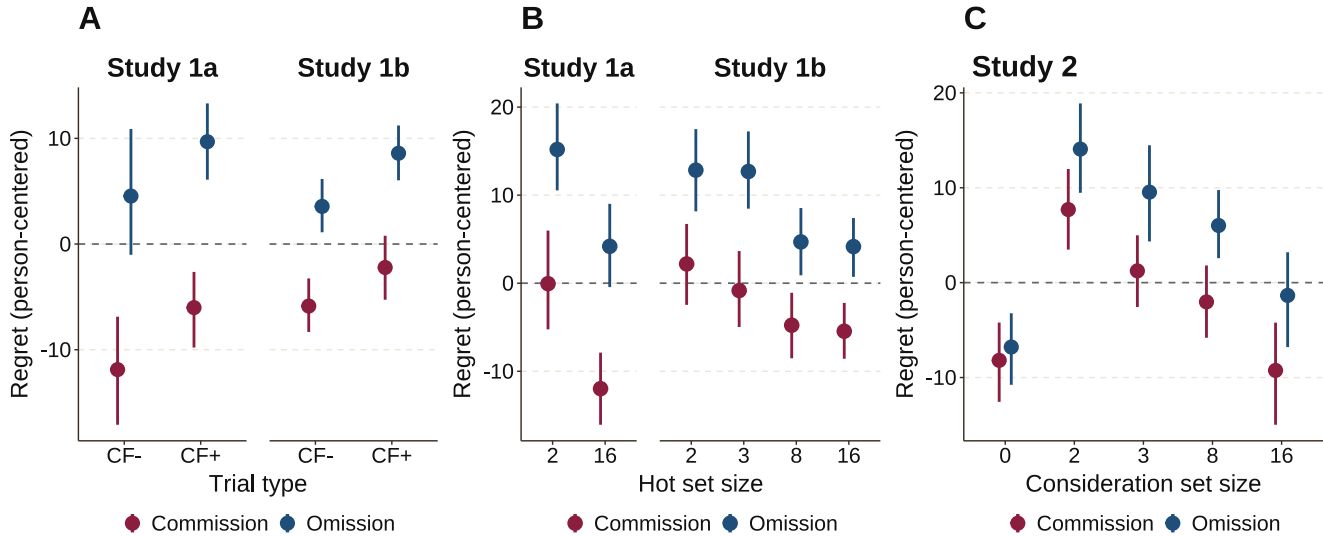 A
B
C
Study 1a
Study 1b
Study 1a
Study 1b
Study 2
Regret (person-centered)
10
0
-10
CF-
CF+
CF-
CF+
Trial type
Commission
Omission
Regret (person-centered)
20
10
0
-10
2
16
2
3
8
16
Hot set size
Commission
Omission
Regret (person-centered)
20
10
0
-10
0
2
3
8
16
Consideration set size
Commission
Omission